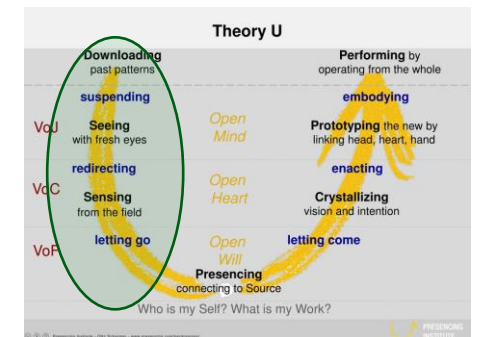 Theory U
Downloading
past patterns
Performing by
operating from the whole
suspending
embodying
VoJ
Seeing
with fresh eyes
Open
Mind
Prototyping the new by
linking head, heart, hand
redirecting
enacting
VoC
Open
Heart
Sensing
from the field
Crystallizing
vision and intention
letting go
letting come
VoF
Open
Will
Presencing
connecting to Source
Who is my Self? What is my Work?
PRESENCING
INSTITUTE